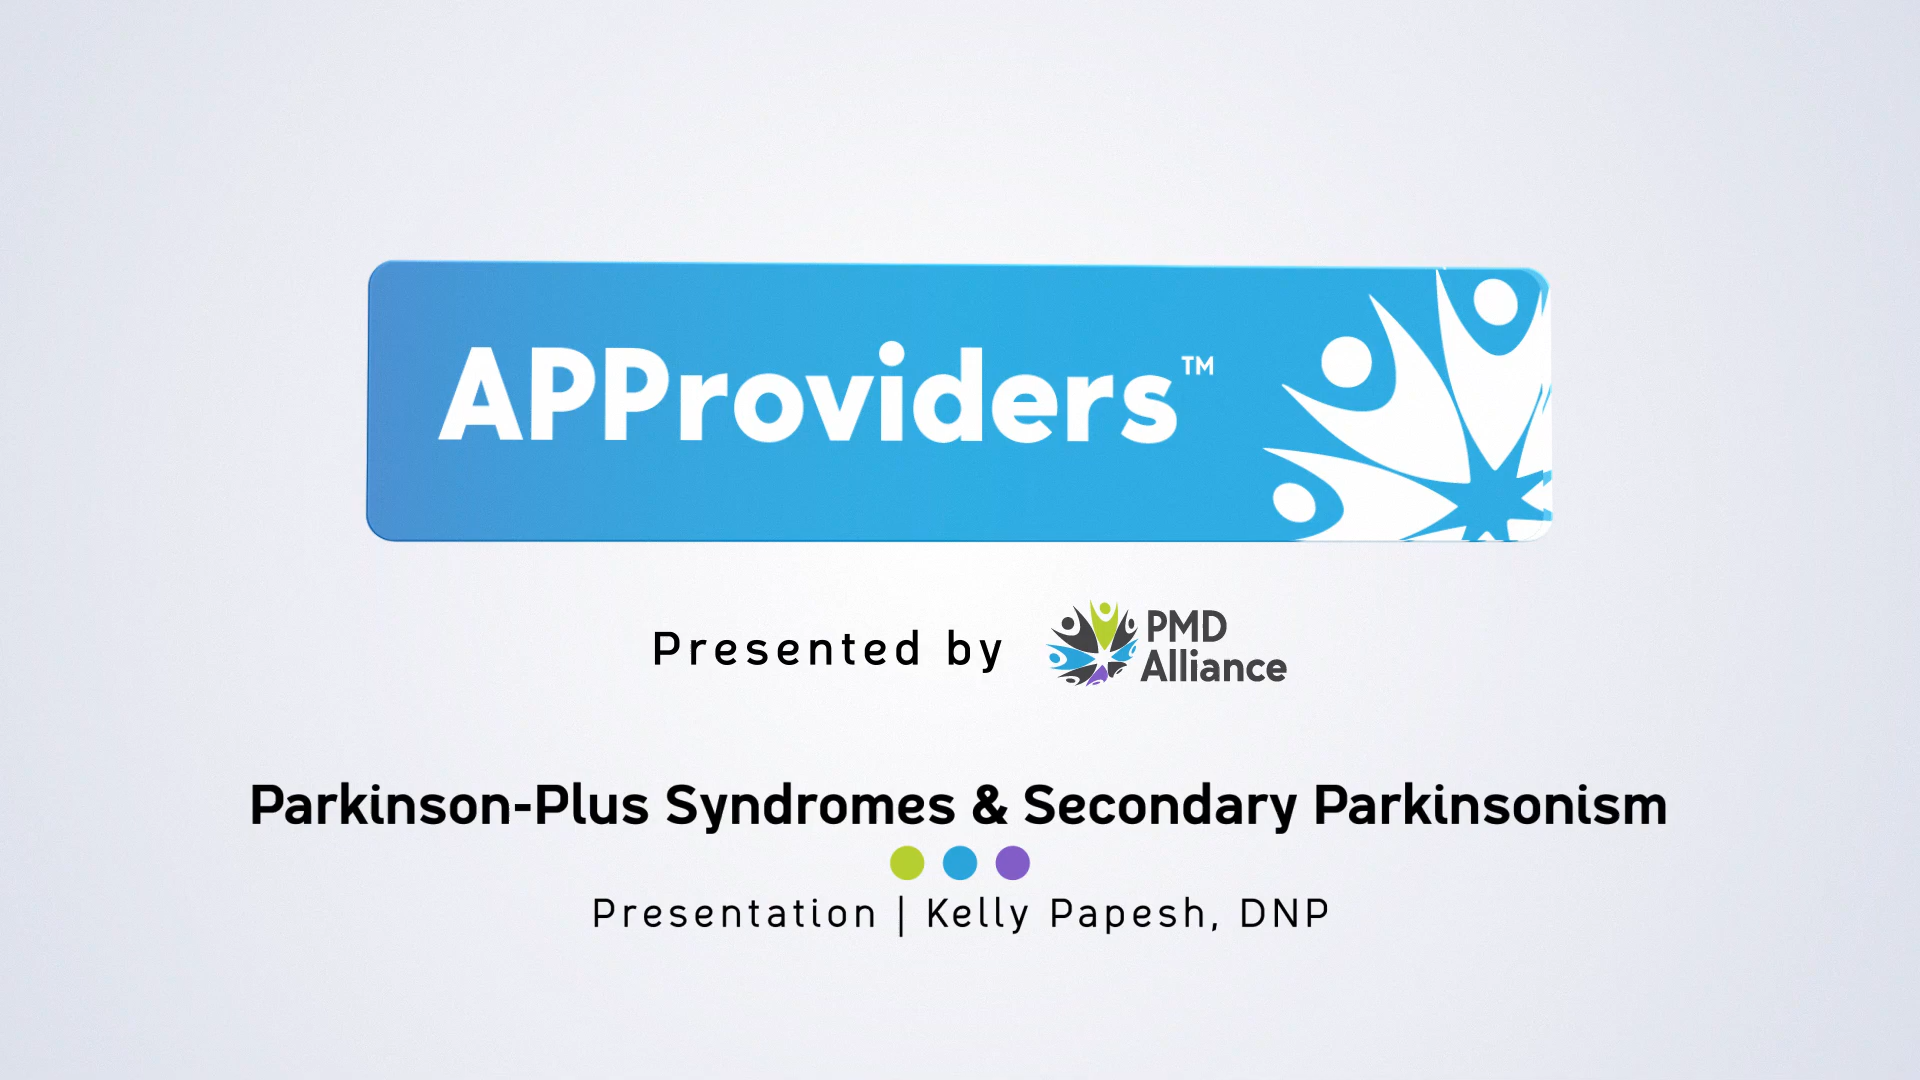 APProviders™
Presented by
PMD
Alliance
Parkinson-Plus Syndromes & Secondary Parkinsonism
Presentation | Kelly Papesh, DNP